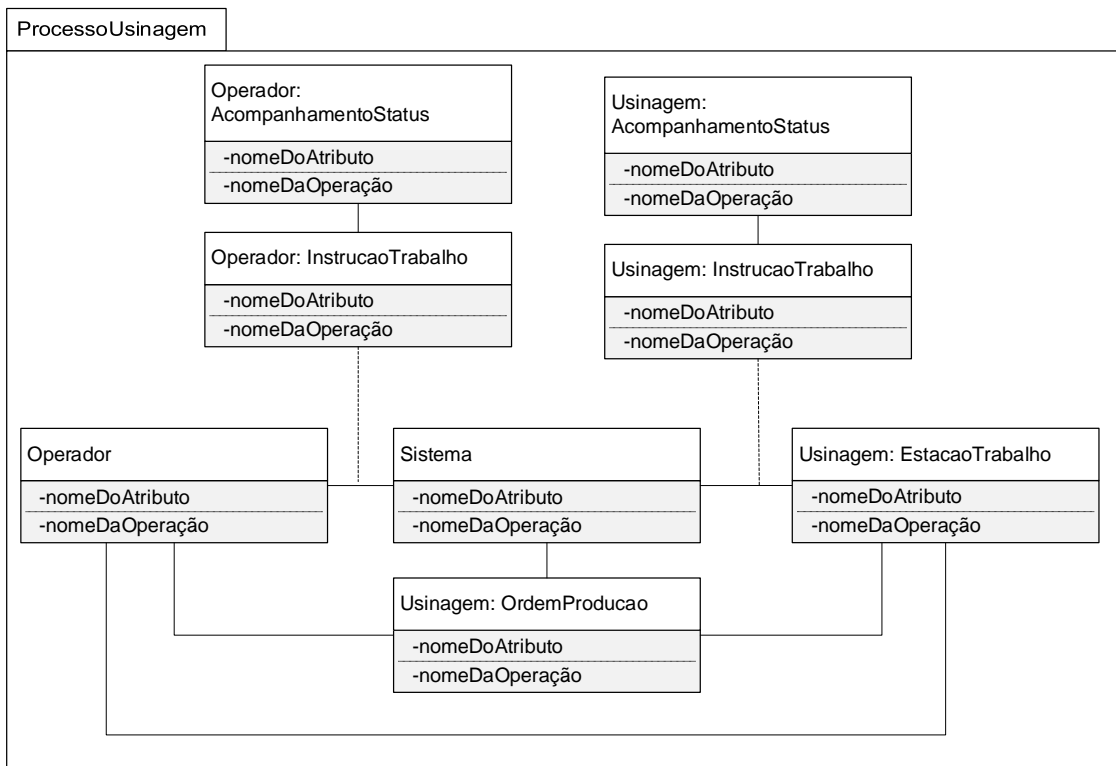 ProcessoUsinagem
Operador:
AcompanhamentoStatus
-nomeDoAtributo
-nomeDaOperação
Usinagem:
AcompanhamentoStatus
-nomeDoAtributo
-nomeDaOperação
Operador: InstrucaoTrabalho
-nomeDoAtributo
-nomeDaOperação
Usinagem: InstrucaoTrabalho
-nomeDoAtributo
-nomeDaOperação
Operador
-nomeDoAtributo
-nomeDaOperação
Sistema
-nomeDoAtributo
-nomeDaOperação
Usinagem: EstacaoTrabalho
-nomeDoAtributo
-nomeDaOperação
Usinagem: OrdemProducao
-nomeDoAtributo
-nomeDaOperação